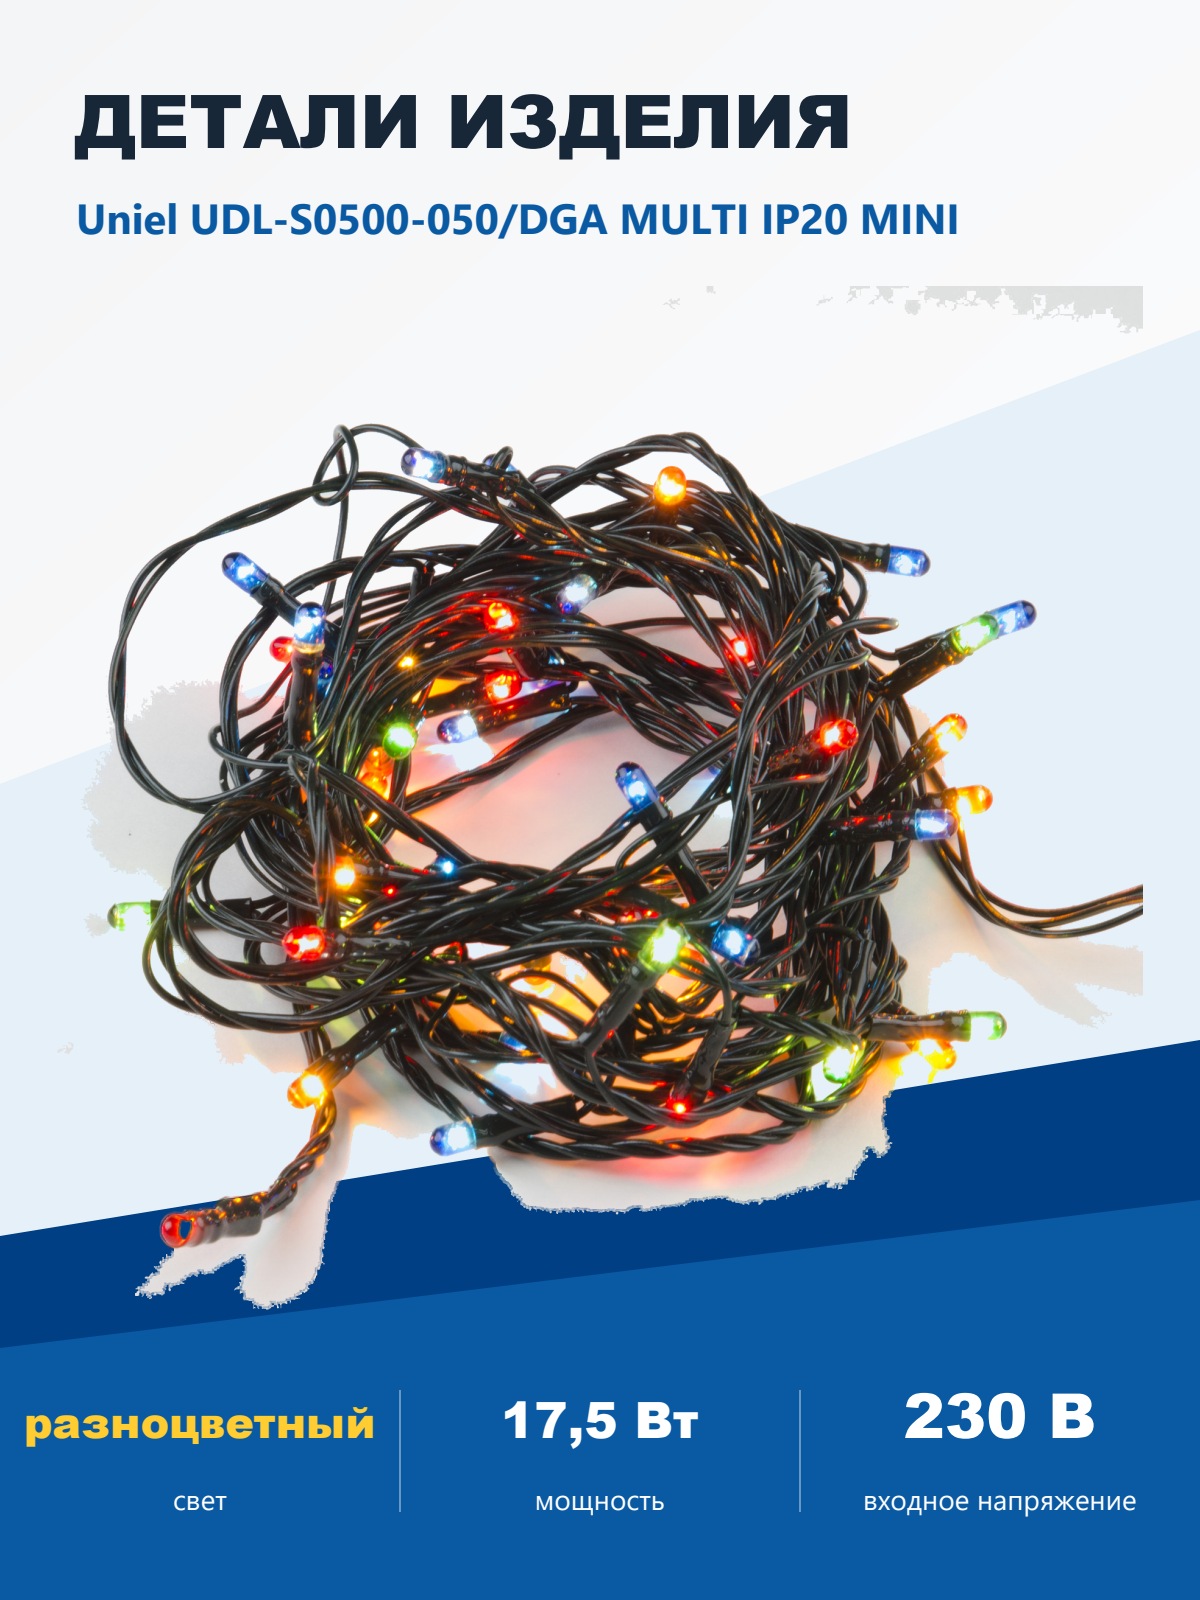 ДЕТАЛИ ИЗДЕЛИЯ
Uniel UDL-S0500-050/DGA MULTI IP20 MINI
разноцветный
свет
17,5 Вт
мощность
230 В
входное напряжение